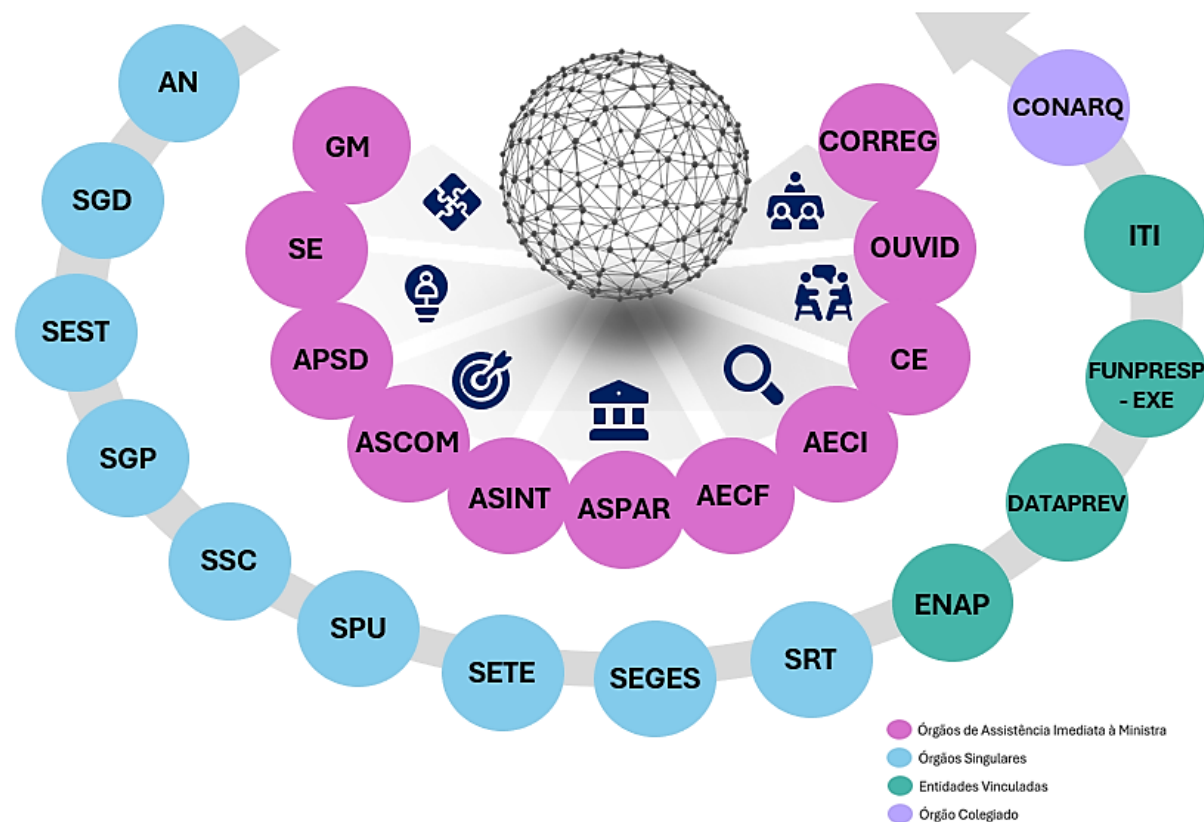 AN
SGD
SEST
SGP
SSC
SPU
SETE
SEGES
SRT
ENAP
DATAPREV
FUNPRESP
- EXE
ITI
CONARQ
GM
SE
APSD
ASCOM
ASINT
ASPAR
AECF
AECI
CE
OUVID
CORREG
Órgãos de Assistência Imediata à Ministra
Órgãos Singulares
Entidades Vinculadas
Órgão Colegiado